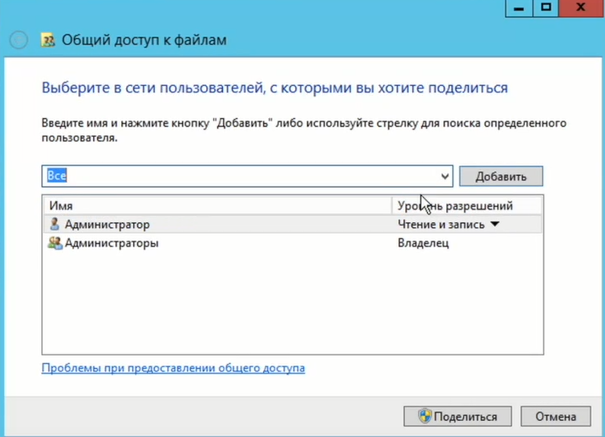 Общий доступ к файлам
Выберите в сети пользователей, с которыми вы хотите поделиться
Введите имя и нажмите кнопку "Добавить" либо используйте стрелку для поиска определенного
пользователя.
Все Добавить
Имя Уровень разрешений
Администратор Чтение и запись
Администраторы Владелец
Проблемы при предоставлении общего доступа
Поделиться Отмена